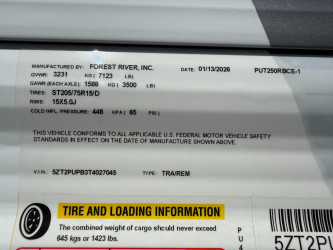 MANUFACTURED BY: FOREST RIVER, INC. DATE: 01/13/2026 PUT250RBCE-1
GVWR: 3231 KG ( 7123 LB)
GAWR (EACH AXLE): 1588 KG( 3500 LB)
TIRES: ST205/75R15/D
RIMS: 15X5.0J
COLD INFL. PRESSURE: 448 KPA ( 65 PSI)
THIS VEHICLE CONFORMS TO ALL APPLICABLE U.S. FEDERAL MOTOR VEHICLE SAFETY
STANDARDS IN EFFECT ON THE DATE OF MANUFACTURE SHOWN ABOVE.
V.I.N.: 5ZT2PUPB3T4027045 TYPE: TRA/REM
TIRE AND LOADING INFORMATION
The combined weight of cargo should never exceed
645 kgs or 1423 lbs.
P
U
4
5ZT2PU